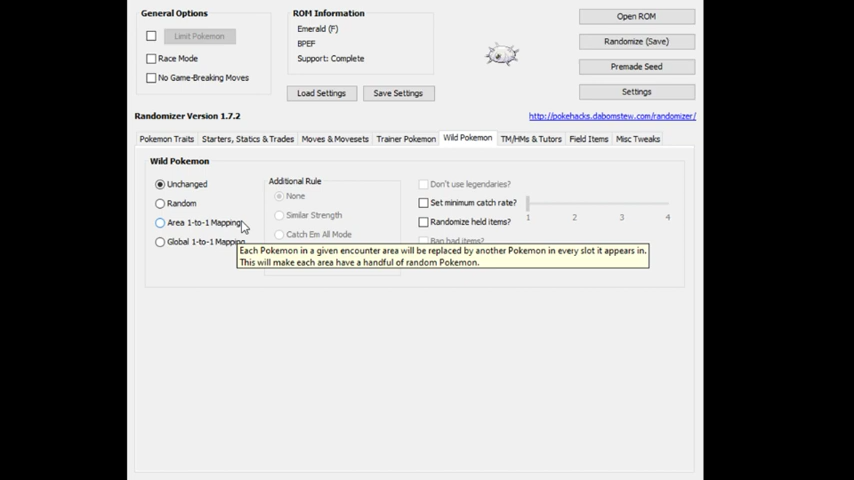 General Options
Limit Pokemon
Race Mode
No Game-Breaking Moves
ROM Information
Emerald (F)
BPEF
Support: Complete
Load Settings
Save Settings
Open ROM
Randomize (Save)
Premade Seed
Settings
Randomizer Version 1.7.2
http://pokehacks.dabomstew.com/randomizer/
Pokemon Traits
Starters, Statics & Trades
Moves & Movesets
Trainer Pokemon
Wild Pokemon
TM/HMs & Tutors
Field Items
Misc Tweaks
Wild Pokemon
Unchanged
Random
Area 1-to-1 Mapping
Global 1-to-1 Mapping
Additional Rule
None
Similar Strength
Catch Em All Mode
Don't use legendaries?
Set minimum catch rate?
1 2 3 4
Randomize held items?
Ban bad items?
Each Pokemon in a given encounter area will be replaced by another Pokemon in every slot it appears in.
This will make each area have a handful of random Pokemon.